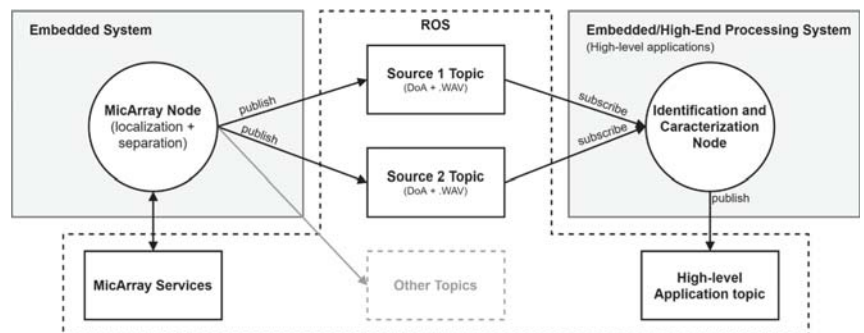 Embedded System
ROS
Embedded/High-End Processing System
(High-level applications)
MicArray Node
(localization +
separation)
publish
publish
Source 1 Topic
(DoA + .WAV)
Source 2 Topic
(DoA + .WAV)
subscribe
subscribe
Identification and
Caracterization
Node
publish
MicArray Services
Other Topics
High-level
Application topic